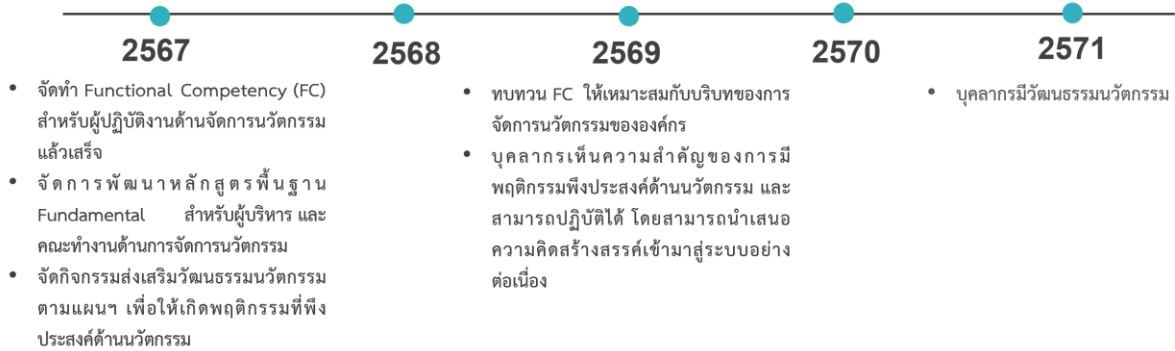 2567
2568
2569
2570
2571
• จัดทำ Functional Competency (FC)
สำหรับผู้ปฏิบัติงานด้านจัดการนวัตกรรม
แล้วเสร็จ
• จัดการพัฒนาหลักสูตรพื้นฐาน
Fundamental สำหรับผู้บริหาร และ
คณะทำงานด้านการจัดการนวัตกรรม
• จัดกิจกรรมส่งเสริมวัฒนธรรมนวัตกรรม
ตามแผนฯ เพื่อให้เกิดพฤติกรรมที่พึง
ประสงค์ด้านนวัตกรรม
• ทบทวน FC ให้เหมาะสมกับบริบทของการ
จัดการนวัตกรรมขององค์กร
• บุคลากรเห็นความสำคัญของการมี
พฤติกรรมพึงประสงค์ด้านนวัตกรรม และ
สามารถปฏิบัติได้ โดยสามารถนำเสนอ
ความคิดสร้างสรรค์เข้ามาสู่ระบบอย่าง
ต่อเนื่อง
• บุคลากรมีวัฒนธรรมนวัตกรรม